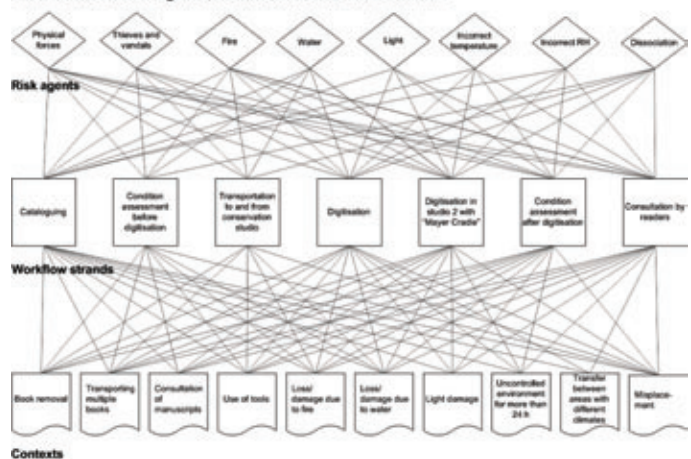 Physical
forces
Thieves and
vandals
Fire
Water
Light
Incorrect
temperature
Incorrect RH
Dissociation
Risk agents
Cataloguing
Condition
assessment
before
digitisation
Transportation
to and from
conservation
studio
Digitisation
Digitisation in
studio 2 with
"Mayer Cradle"
Condition
assessment
after digitisation
Consultation by
readers
Workflow strands
Book removal
Transporting
multiple
books
Consultation
of
manuscripts
Use of tools
Loss/
damage due
to fire
Loss/
damage due
to water
Light damage
Uncontrolled
environment
for more than
24 h
Transfer
between
areas with
different
climates
Misplace-
ment
Contexts